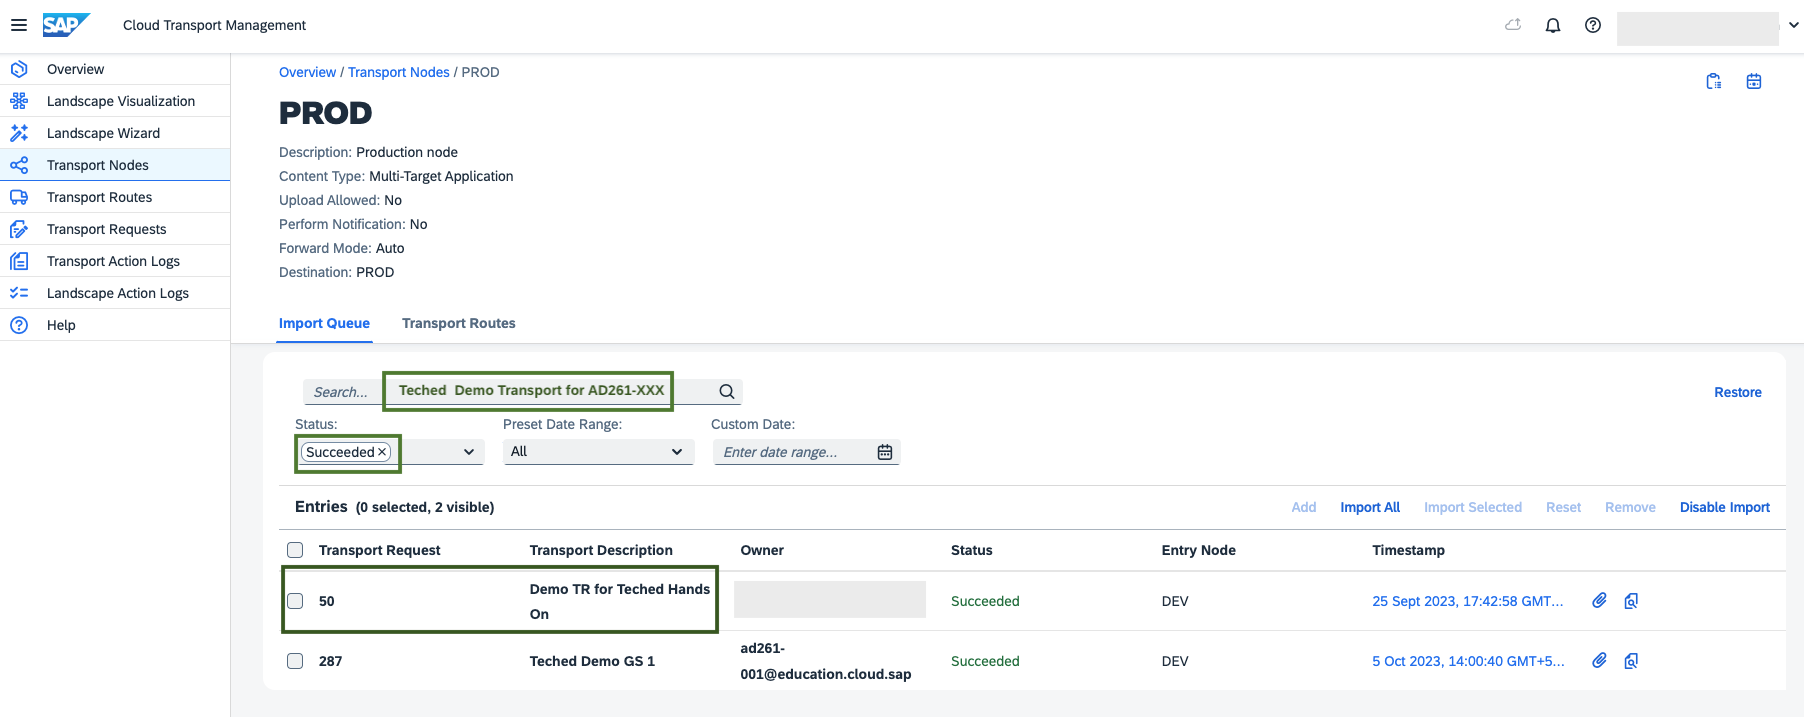 SAP
Cloud Transport Management
Overview
Landscape Visualization
Landscape Wizard
Transport Nodes
Transport Routes
Transport Requests
Transport Action Logs
Landscape Action Logs
Help
Overview / Transport Nodes / PROD
PROD
Description: Production node
Content Type: Multi-Target Application
Upload Allowed: No
Perform Notification: No
Forward Mode: Auto
Destination: PROD
Import Queue Transport Routes
Search... Teched Demo Transport for AD261-XXX
Restore
Status: Preset Date Range: Custom Date:
Succeeded All Enter date range...
Entries (0 selected, 2 visible) Add Import All Import Selected Reset Remove Disable Import
Transport Request Transport Description Owner Status Entry Node Timestamp
50 Demo TR for Teched Hands On Succeeded DEV 25 Sept 2023, 17:42:58 GMT...
287 Teched Demo GS 1 ad261-001@education.cloud.sap Succeeded DEV 5 Oct 2023, 14:00:40 GMT+5...